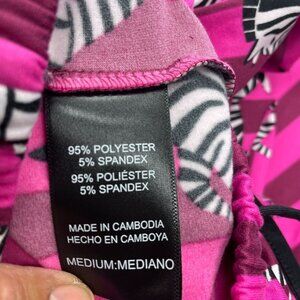 95% POLYESTER
5% SPANDEX
95% POLIÉSTER
5% SPANDEX
MADE IN CAMBODIA
HECHO EN CAMBOYA
MEDIUM:MEDIANO